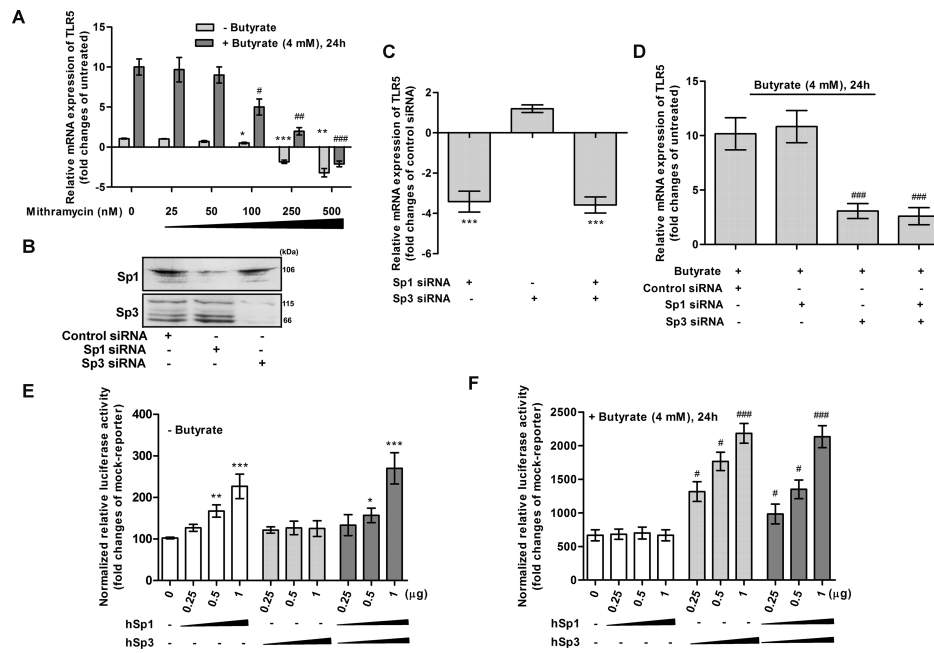 A
- Butyrate
+ Butyrate (4 mM), 24h
Relative mRNA expression of TLR5
(fold changes of untreated)
15
10
5
0
-5
#
*
##
***
**
###
0 25 50 100 250 500
Mithramycin (nM)
B
(kDa)
Sp1
106
Sp3
115
66
Control siRNA + - -
Sp1 siRNA - + -
Sp3 siRNA - - +
C
Relative mRNA expression of TLR5
(fold changes of control siRNA)
2
0
-2
-4
-6
*** ***
Sp1 siRNA + - +
Sp3 siRNA - + +
D
Relative mRNA expression of TLR5
(fold changes of untreated)
Butyrate (4 mM), 24h
15
10
5
0
### ###
Butyrate + + + +
Control siRNA + - - -
Sp1 siRNA - + - +
Sp3 siRNA - - + +
E
Normalized relative luciferase activity
(fold changes of mock-reporter)
- Butyrate
400
300
200
100
0
** *** * ***
0 0.25 0.5 1 0.25 0.5 1 0.25 0.5 1 (μg)
hSp1 - - - -
hSp3 - - - -
F
Normalized relative luciferase activity
(fold changes of mock-reporter)
+ Butyrate (4 mM), 24h
2500
2000
1500
1000
500
0
# # ### # # ###
0 0.25 0.5 1 0.25 0.5 1 0.25 0.5 1 (μg)
hSp1 - - - -
hSp3 - - - -